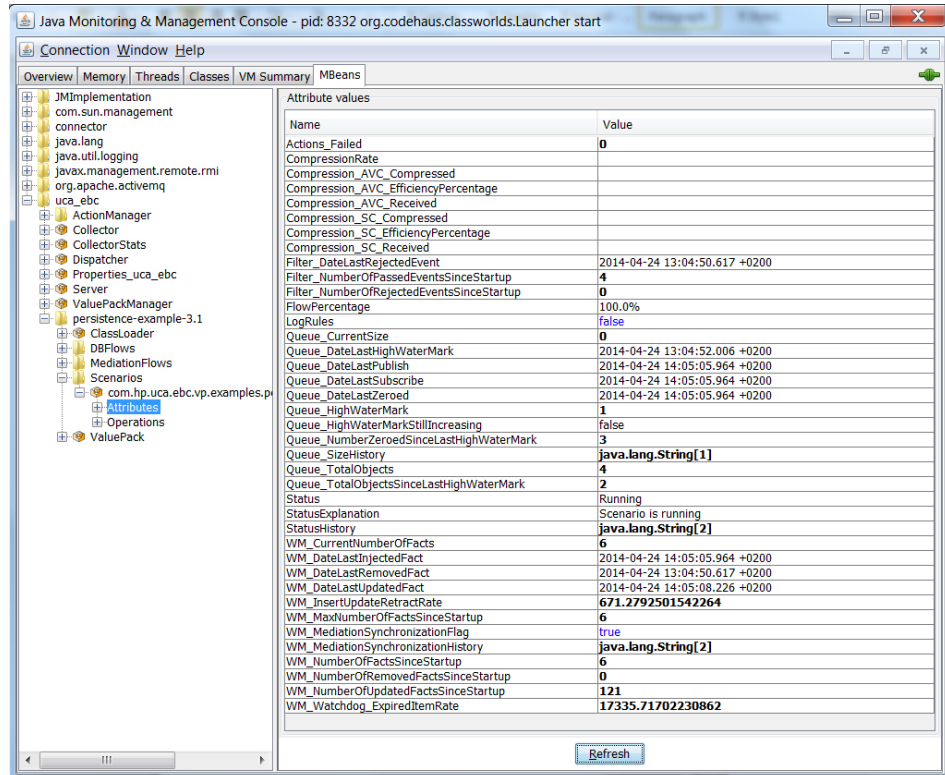 Java Monitoring & Management Console - pid: 8332 org.codehaus.classworlds.Launcher start
Connection Window Help
Overview Memory Threads Classes VM Summary MBeans
JMImplementation
com.sun.management
connector
java.lang
java.util.logging
javax.management.remote.rmi
org.apache.activemq
uca_ebc
ActionManager
Collector
CollectorStats
Dispatcher
Properties_uca_ebc
Server
ValuePackManager
persistence-example-3.1
ClassLoader
DBFlows
MediationFlows
Scenarios
com.hp.uca.ebc.vp.examples.p
Attributes
Operations
ValuePack
Attribute values
Name Value
Actions_Failed 0
CompressionRate
Compression_AVC_Compressed
Compression_AVC_EfficiencyPercentage
Compression_AVC_Received
Compression_SC_Compressed
Compression_SC_EfficiencyPercentage
Compression_SC_Received
Filter_DateLastRejectedEvent 2014-04-24 13:04:50.617 +0200
Filter_NumberOfPassedEventsSinceStartup 4
Filter_NumberOfRejectedEventsSinceStartup 0
FlowPercentage 100.0%
LogRules false
Queue_CurrentSize 0
Queue_DateLastHighWaterMark 2014-04-24 13:04:52.006 +0200
Queue_DateLastPublish 2014-04-24 14:05:05.964 +0200
Queue_DateLastSubscribe 2014-04-24 14:05:05.964 +0200
Queue_DateLastZeroed 2014-04-24 14:05:05.964 +0200
Queue_HighWaterMark 1
Queue_HighWaterMarkStillIncreasing false
Queue_NumberZeroedSinceLastHighWaterMark 3
Queue_SizeHistory java.lang.String[1]
Queue_TotalObjects 4
Queue_TotalObjectsSinceLastHighWaterMark 2
Status Running
StatusExplanation Scenario is running
StatusHistory java.lang.String[2]
WM_CurrentNumberOfFacts 6
WM_DateLastInjectedFact 2014-04-24 14:05:05.964 +0200
WM_DateLastRemovedFact 2014-04-24 13:04:50.617 +0200
WM_DateLastUpdatedFact 2014-04-24 14:05:08.226 +0200
WM_InsertUpdateRetractRate 671.2792501542264
WM_MaxNumberOfFactsSinceStartup 6
WM_MediationSynchronizationFlag true
WM_MediationSynchronizationHistory java.lang.String[2]
WM_NumberOfFactsSinceStartup 6
WM_NumberOfRemovedFactsSinceStartup 0
WM_NumberOfUpdatedFactsSinceStartup 121
WM_Watchdog_ExpiredItemRate 17335.71702230862
Refresh